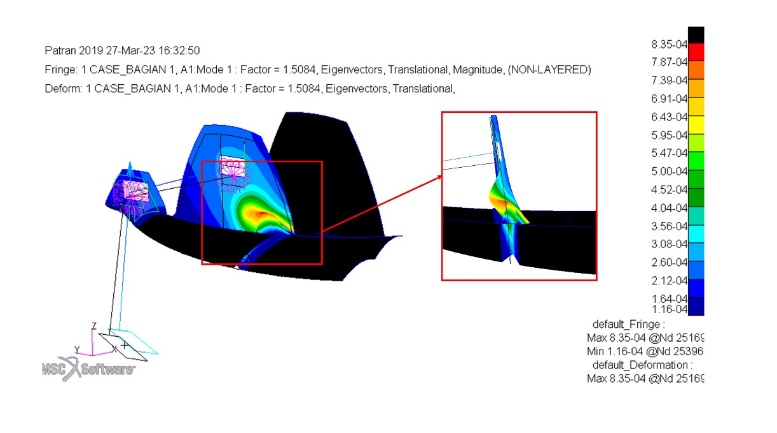 Patran 2019 27-Mar-23 16:32:50
Fringe: 1 CASE_BAGIAN 1, A1:Mode 1 : Factor = 1.5084, Eigenvectors, Translational, Magnitude, (NON-LAYERED)
Deform: 1 CASE_BAGIAN 1, A1:Mode 1 : Factor = 1.5084, Eigenvectors, Translational,
8.35-04
7.87-04
7.39-04
6.91-04
6.43-04
5.95-04
5.47-04
5.00-04
4.52-04
4.04-04
3.56-04
3.08-04
2.60-04
2.12-04
1.64-04
1.16-04
Z
Y
X
MSC Software
default_Fringe :
Max 8.35-04 @Nd 25169
Min 1.16-04 @Nd 25396
default_Deformation :
Max 8.35-04 @Nd 25169